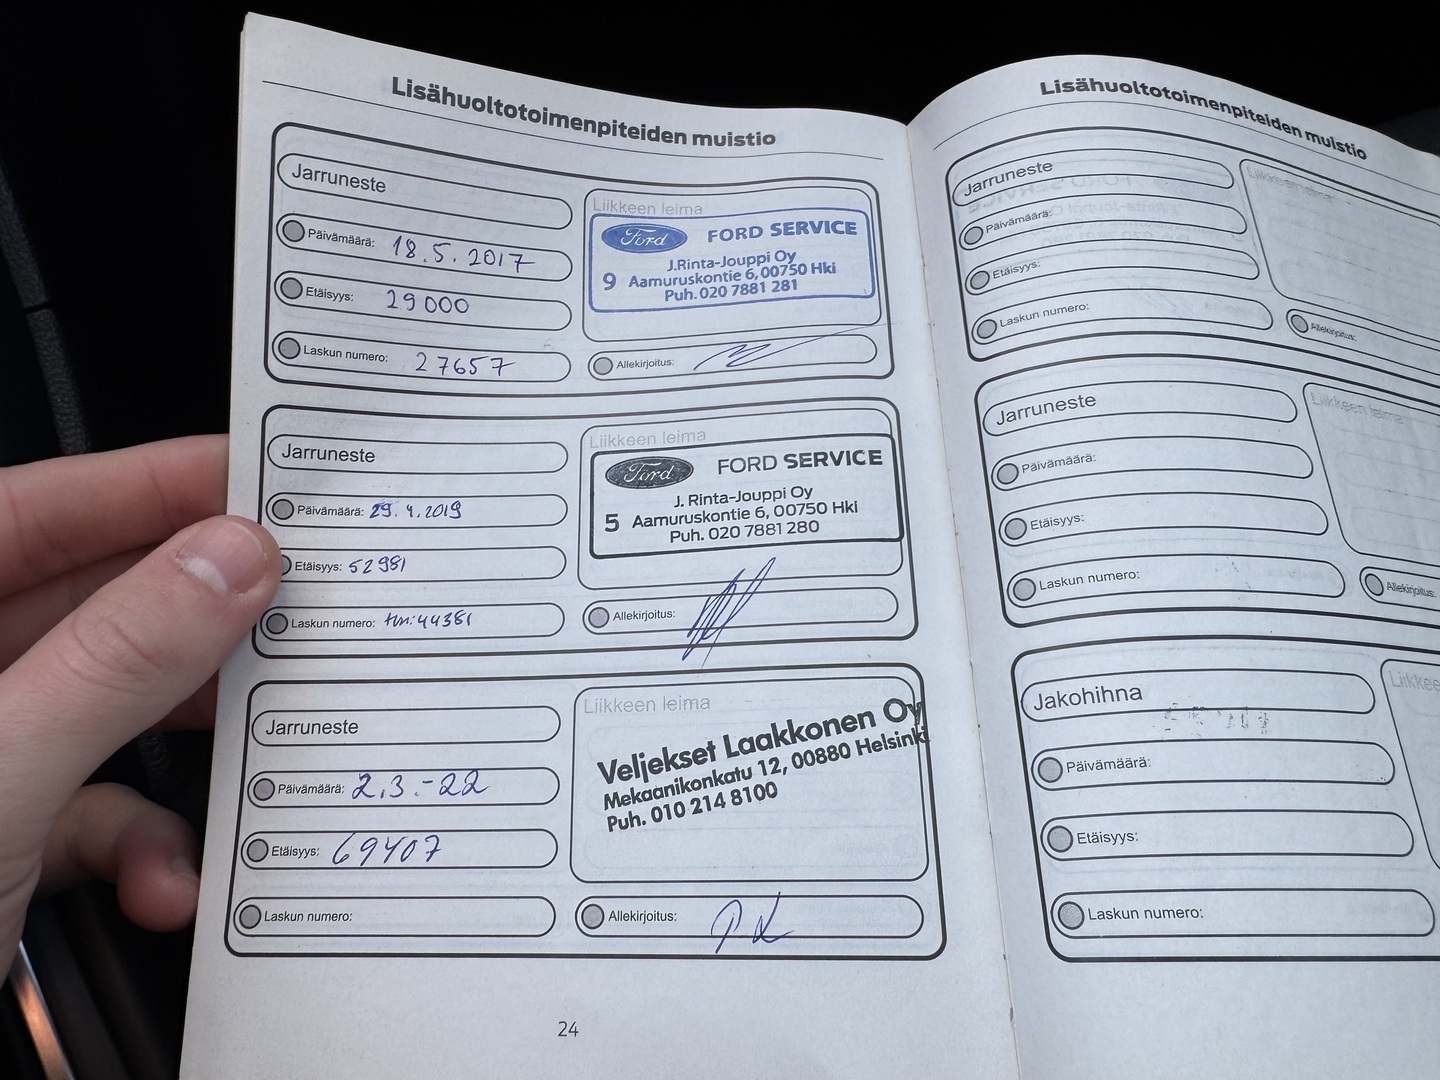 Lisähuoltotoimenpiteiden muistio
Jarruneste
Päivämäärä: 18.5.2017
Etäisyys: 29000
Laskun numero: 27657
Liikkeen leima
Ford FORD SERVICE
J.Rinta-Jouppi Oy
9 Aamuruskontie 6, 00750 Hki
Puh. 020 7881 281
Allekirjoitus:
Jarruneste
Päivämäärä: 29.4.2019
Etäisyys: 52981
Laskun numero: 44381
Liikkeen leima
Ford FORD SERVICE
J. Rinta-Jouppi Oy
5 Aamuruskontie 6, 00750 Hki
Puh. 020 7881 280
Allekirjoitus:
Jarruneste
Päivämäärä: 2.3.-22
Etäisyys: 69407
Laskun numero:
Liikkeen leima
Veljekset Laakkonen Oy
Mekaanikonkatu 12, 00880 Helsinki
Puh. 010 214 8100
Allekirjoitus:
24
Lisähuoltotoimenpiteiden muistio
Jarruneste
Päivämäärä:
Etäisyys:
Laskun numero:
Liikkeen leima
Allekirjoitus:
Jarruneste
Päivämäärä:
Etäisyys:
Laskun numero:
Liikkeen leima
Allekirjoitus:
Jakohihna
Päivämäärä:
Etäisyys:
Laskun numero: